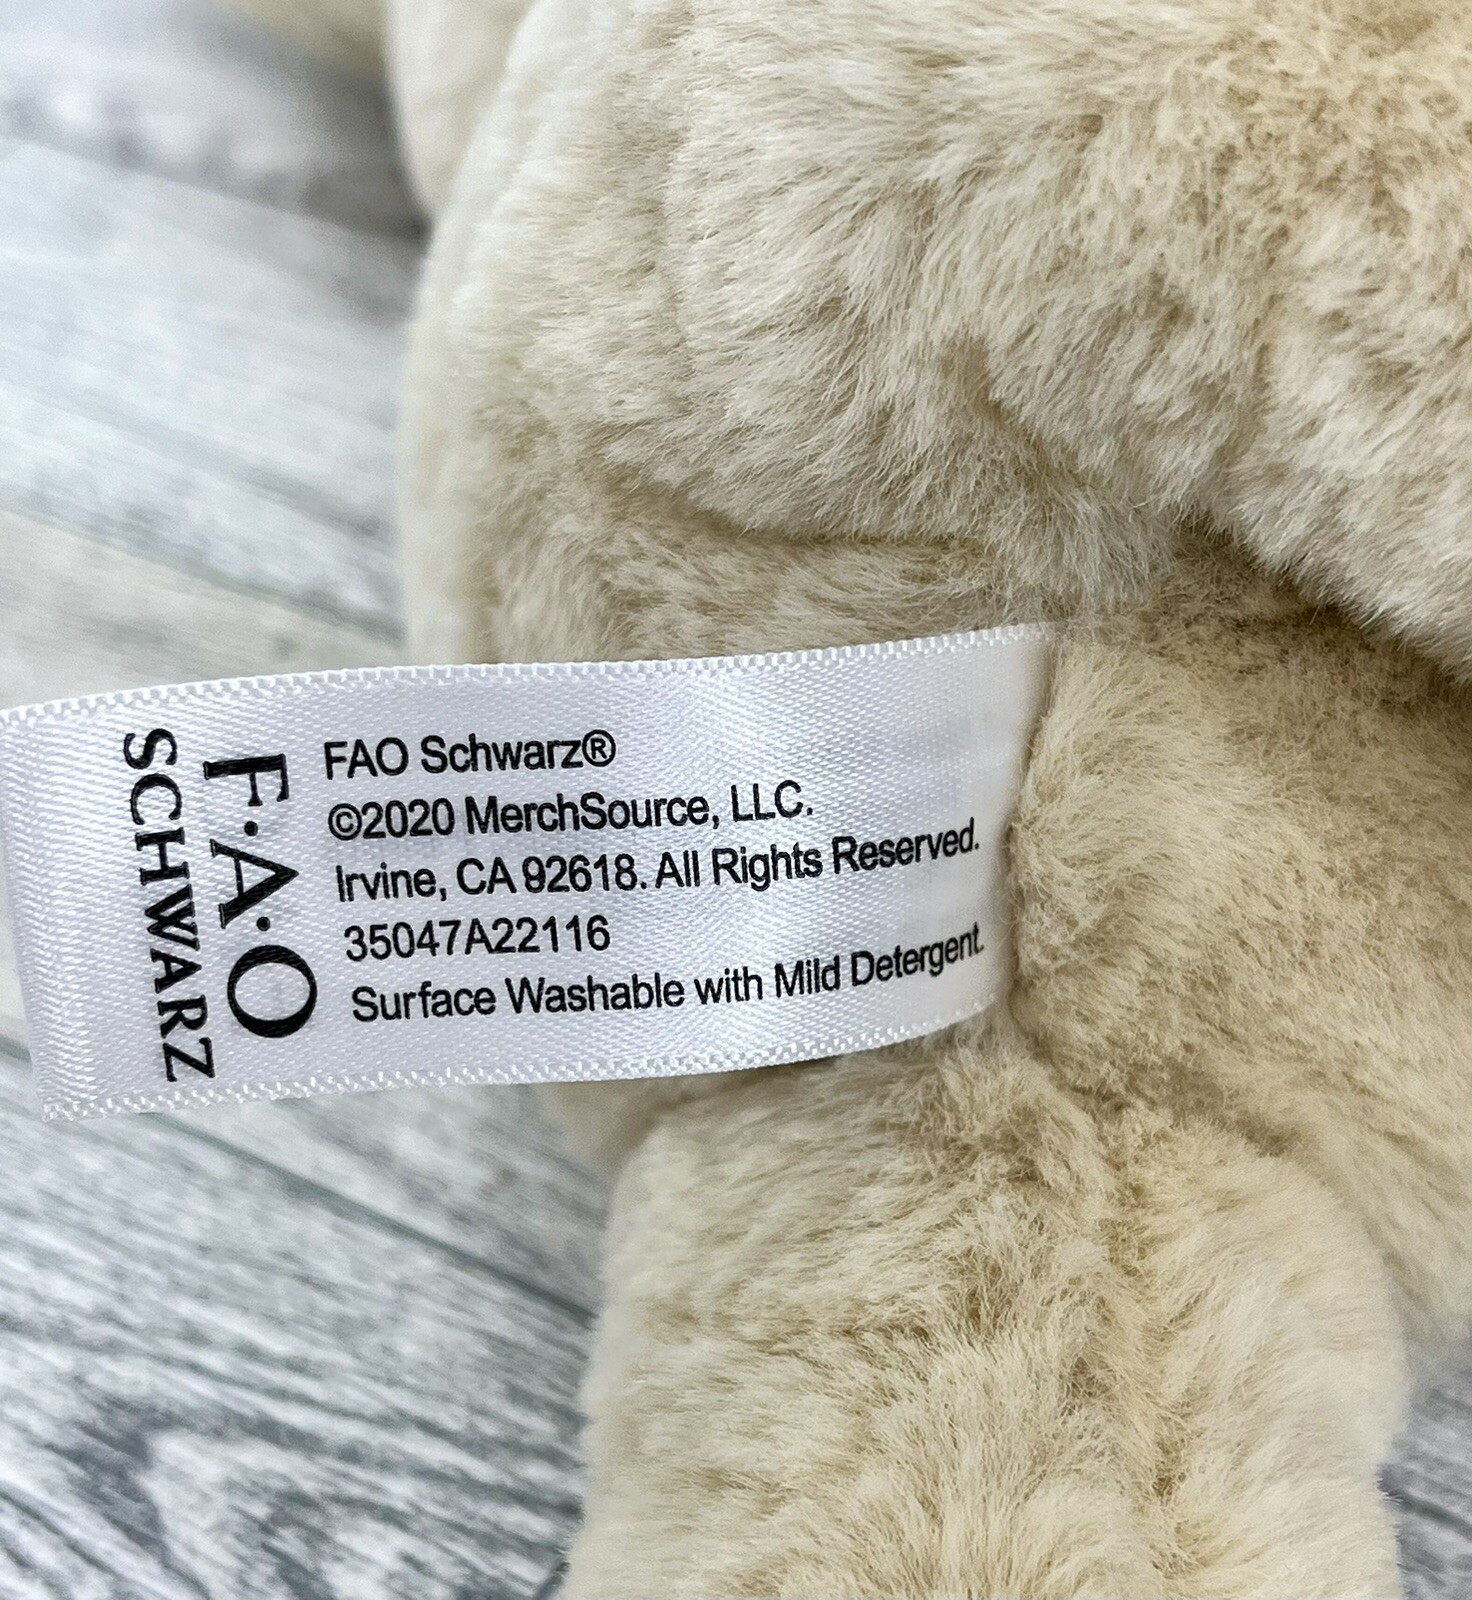 F·A·O
SCHWARZ
FAO Schwarz®
©2020 MerchSource, LLC.
Irvine, CA 92618. All Rights Reserved.
35047A22116
Surface Washable with Mild Detergent.